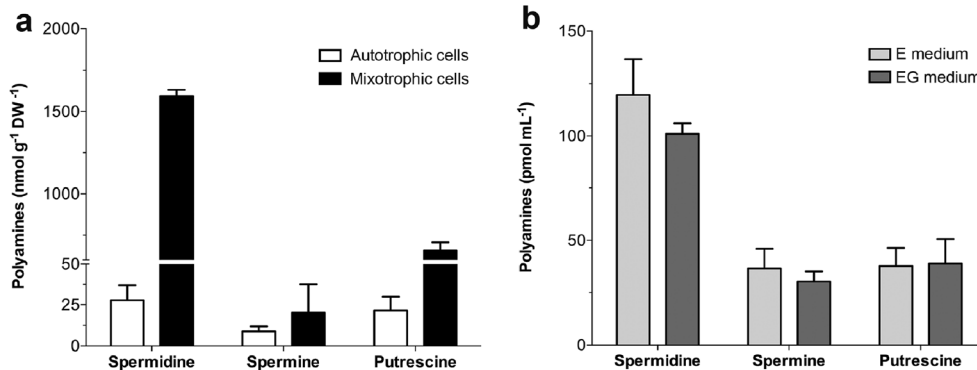 a
Polyamines (nmol g⁻¹ DW⁻¹)
2000
1500
1000
50
25
0
Autotrophic cells
Mixotrophic cells
Spermidine Spermine Putrescine
b
Polyamines (pmol mL⁻¹)
150
100
50
0
E medium
EG medium
Spermidine Spermine Putrescine